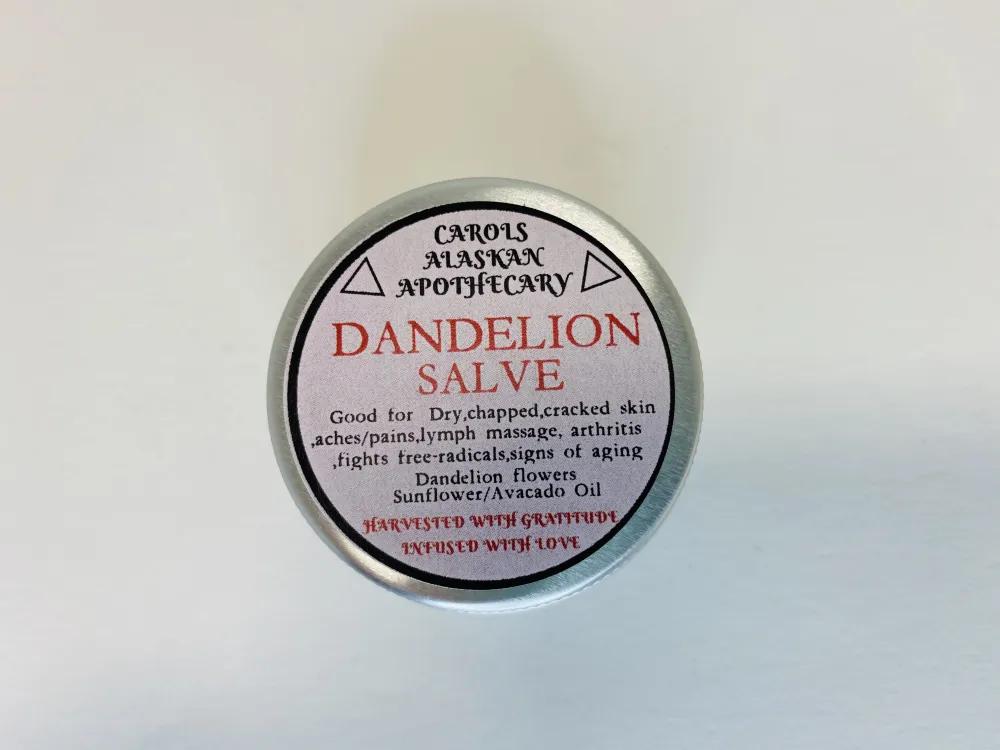 CAROLS
ALASKAN
APOTHECARY
DANDELION
SALVE
Good for Dry,chapped,cracked skin
,aches/pains,lymph massage, arthritis
,fights free-radicals,signs of aging
Dandelion flowers
Sunflower/Avacado Oil
HARVESTED WITH GRATITUDE
INFUSED WITH LOVE